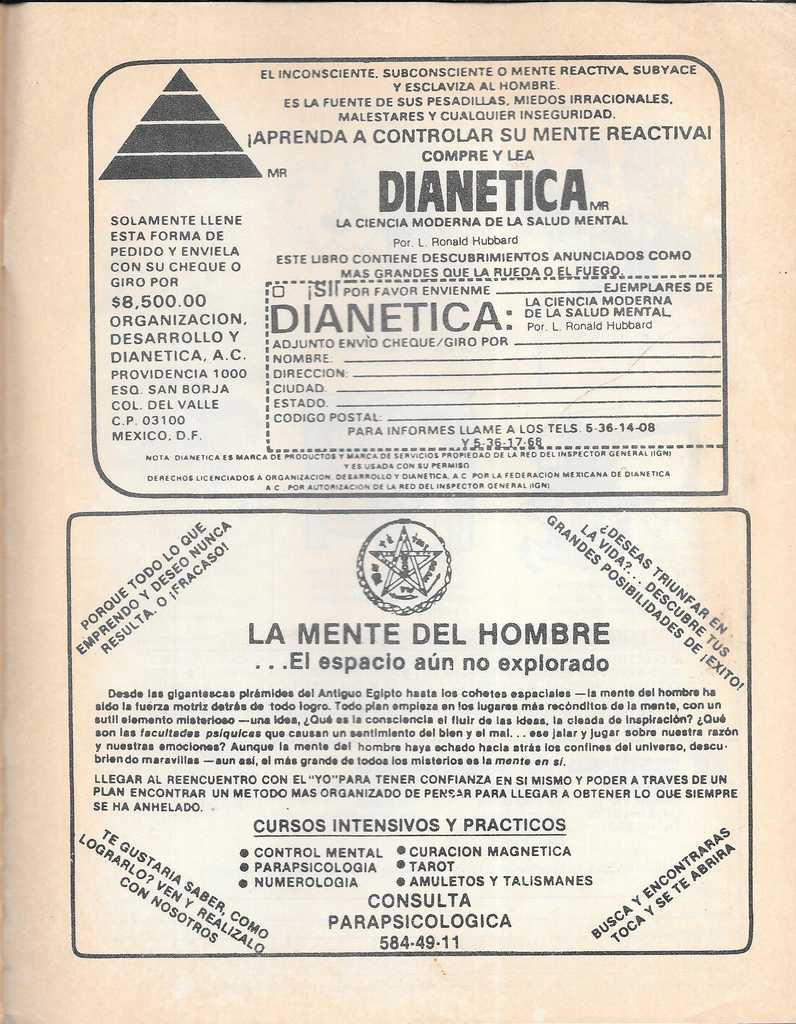 EL INCONSCIENTE, SUBCONSCIENTE O MENTE REACTIVA, SUBYACE
Y ESCLAVIZA AL HOMBRE.
ES LA FUENTE DE SUS PESADILLAS, MIEDOS IRRACIONALES,
MALESTARES Y CUALQUIER INSEGURIDAD.
¡APRENDA A CONTROLAR SU MENTE REACTIVA!
MR
COMPRE Y LEA
DIANETICA MR
LA CIENCIA MODERNA DE LA SALUD MENTAL
Por. L. Ronald Hubbard
ESTE LIBRO CONTIENE DESCUBRIMIENTOS ANUNCIADOS COMO
MAS GRANDES QUE LA RUEDA O EL FUEGO.
SOLAMENTE LLENE
ESTA FORMA DE
PEDIDO Y ENVIELA
CON SU CHEQUE O
GIRO POR
$8,500.00
ORGANIZACION,
DESARROLLO Y
DIANETICA, A.C.
PROVIDENCIA 1000
ESQ. SAN BORJA
COL. DEL VALLE
C.P. 03100
MEXICO, D.F.
¡SI! POR FAVOR ENVIENME EJEMPLARES DE
DIANETICA: LA CIENCIA MODERNA
DE LA SALUD MENTAL
Por. L. Ronald Hubbard
ADJUNTO ENVIO CHEQUE/GIRO POR
NOMBRE:
DIRECCION:
CIUDAD.
ESTADO.
CODIGO POSTAL:
PARA INFORMES LLAME A LOS TELS. 5-36-14-08
Y 5-36-17-68
NOTA DIANETICA ES MARCA DE PRODUCTOS Y MARCA DE SERVICIOS PROPIEDAD DE LA RED DEL INSPECTOR GENERAL (IGN)
Y ES USADA CON SU PERMISO
DERECHOS LICENCIADOS A ORGANIZACION, DESARROLLO Y DIANETICA, A.C. POR LA FEDERACION MEXICANA DE DIANETICA
A.C., POR AUTORIZACION DE LA RED DEL INSPECTOR GENERAL (IGN)
PORQUE TODO LO QUE
EMPRENDO Y DESEO NUNCA
RESULTA. O ¡FRACASO!
¿DESEAS TRIUNFAR EN
LA VIDA?... DESCUBRE TUS
GRANDES POSIBILIDADES DE ¡EXITO!
LA MENTE DEL HOMBRE
...El espacio aún no explorado
Desde las gigantescas pirámides del Antiguo Egipto hasta los cohetes espaciales —la mente del hombre ha
sido la fuerza motriz detrás de todo logro. Todo plan empieza en los lugares más recónditos de la mente, con un
sutil elemento misterioso —una idea, ¿Qué es la consciencia el fluir de las ideas, la oleada de inspiración? ¿Qué
son las facultades psíquicas que causan un sentimiento del bien y el mal... ese jalar y jugar sobre nuestra razón
y nuestras emociones? Aunque la mente del hombre haya echado hacia atrás los confines del universo, descu-
briendo maravillas —aun así, el más grande de todos los misterios es la mente en sí.
LLEGAR AL REENCUENTRO CON EL "YO" PARA TENER CONFIANZA EN SI MISMO Y PODER A TRAVES DE UN
PLAN ENCONTRAR UN METODO MAS ORGANIZADO DE PENSAR PARA LLEGAR A OBTENER LO QUE SIEMPRE
SE HA ANHELADO.
CURSOS INTENSIVOS Y PRACTICOS
● CONTROL MENTAL ● CURACION MAGNETICA
● PARAPSICOLOGIA ● TAROT
● NUMEROLOGIA ● AMULETOS Y TALISMANES
CONSULTA
PARAPSICOLOGICA
584-49-11
TE GUSTARIA SABER, COMO
LOGRARLO? VEN Y REALIZALO
CON NOSOTROS
BUSCA Y ENCONTRARAS
TOCA Y SE TE ABRIRA